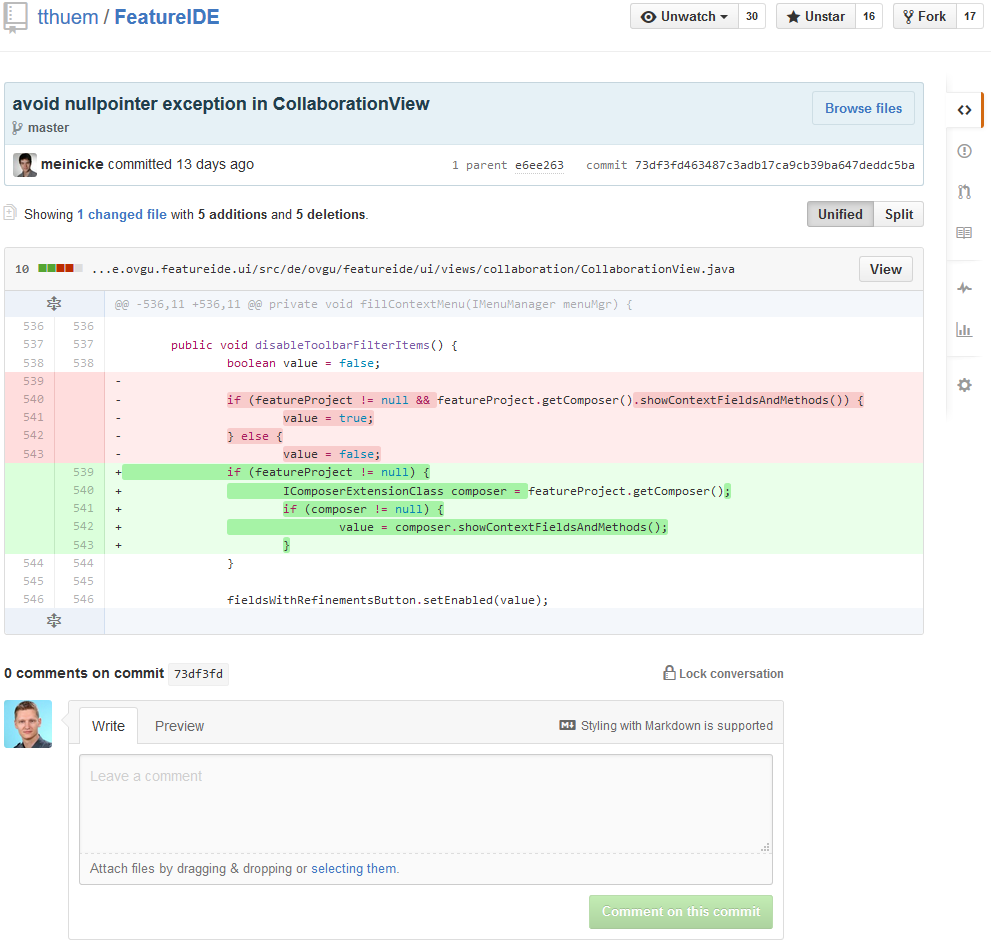 tthuem / FeatureIDE
Unwatch 30 Unstar 16 Fork 17
avoid nullpointer exception in CollaborationView
Browse files
master
meinicke committed 13 days ago 1 parent e6ee263 commit 73df3fd463487c3adb17ca9cb39ba647deddc5ba
Showing 1 changed file with 5 additions and 5 deletions.
Unified Split
10 ...e.ovgu.featureide.ui/src/de/ovgu/featureide/ui/views/collaboration/CollaborationView.java View
@@ -536,11 +536,11 @@ private void fillContextMenu(IMenuManager menuMgr) {
536 536
537 537 public void disableToolbarFilterItems() {
538 538 boolean value = false;
539 -
540 - if (featureProject != null && featureProject.getComposer().showContextFieldsAndMethods()) {
541 - value = true;
542 - } else {
543 - value = false;
539 + if (featureProject != null) {
540 + IComposerExtensionClass composer = featureProject.getComposer();
541 + if (composer != null) {
542 + value = composer.showContextFieldsAndMethods();
543 + }
544 544 }
545 545
546 546 fieldsWithRefinementsButton.setEnabled(value);
0 comments on commit 73df3fd Lock conversation
Write Preview Styling with Markdown is supported
Leave a comment
Attach files by dragging & dropping or selecting them.
Comment on this commit